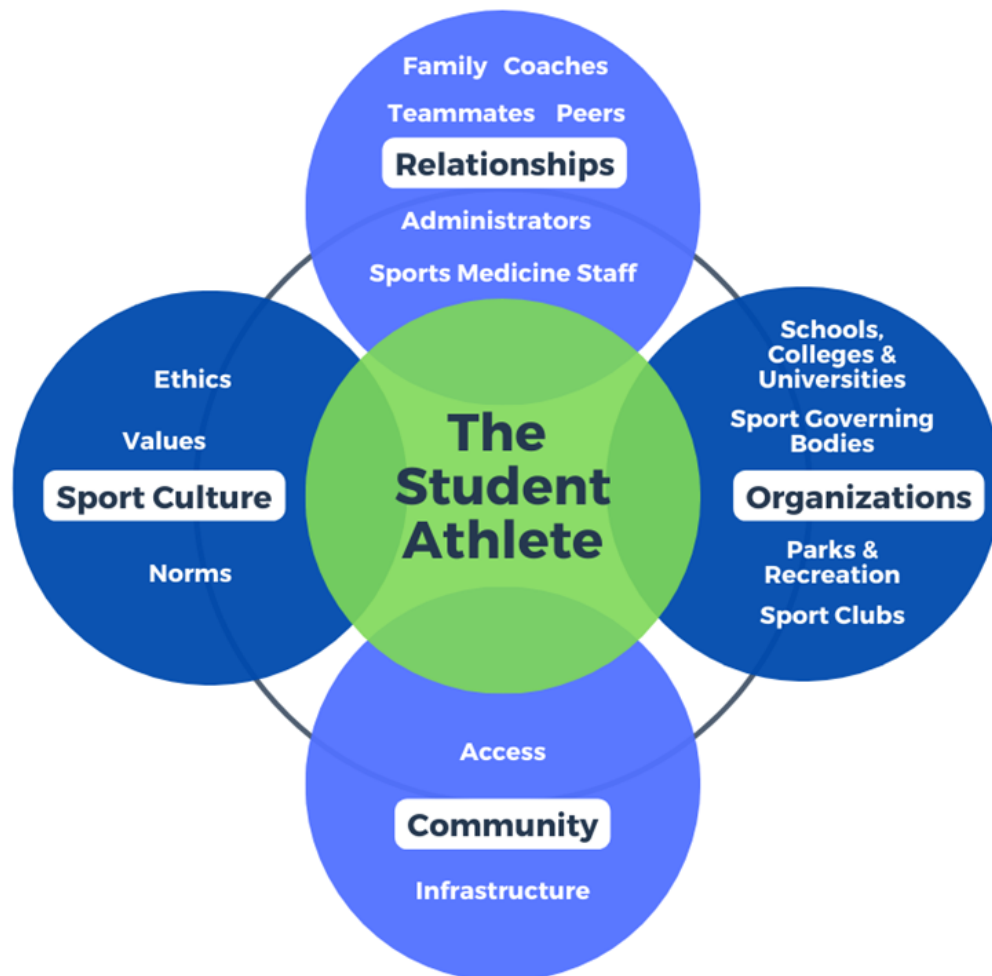 Family Coaches
Teammates Peers
Relationships
Administrators
Sports Medicine Staff
Ethics
Values
Sport Culture
Norms
The
Student
Athlete
Schools,
Colleges &
Universities
Sport Governing
Bodies
Organizations
Parks &
Recreation
Sport Clubs
Access
Community
Infrastructure